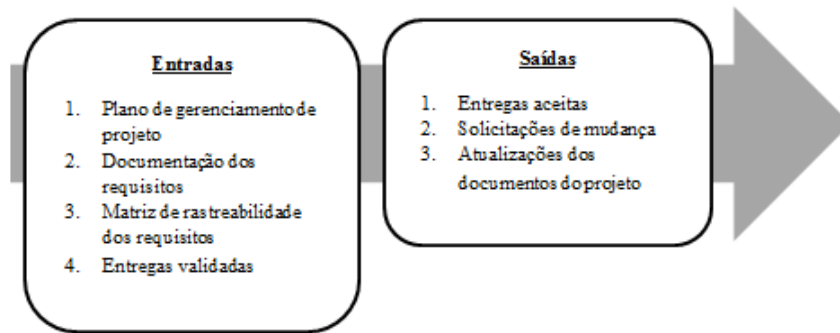 Entradas
1. Plano de gerenciamento de
projeto
2. Documentação dos
requisitos
3. Matriz de rastreabilidade
dos requisitos
4. Entregas validadas
Saídas
1. Entregas aceitas
2. Solicitações de mudança
3. Atualizações dos
documentos do projeto